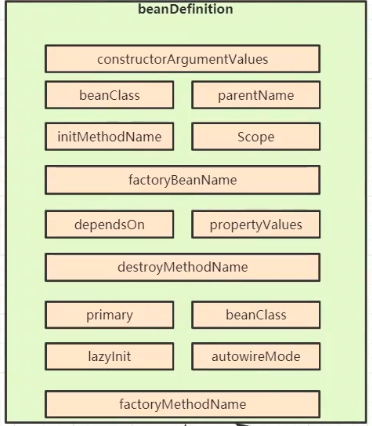 beanDefinition
constructorArgumentValues
beanClass parentName
initMethodName Scope
factoryBeanName
dependsOn propertyValues
destroyMethodName
primary beanClass
lazyInit autowireMode
factoryMethodName